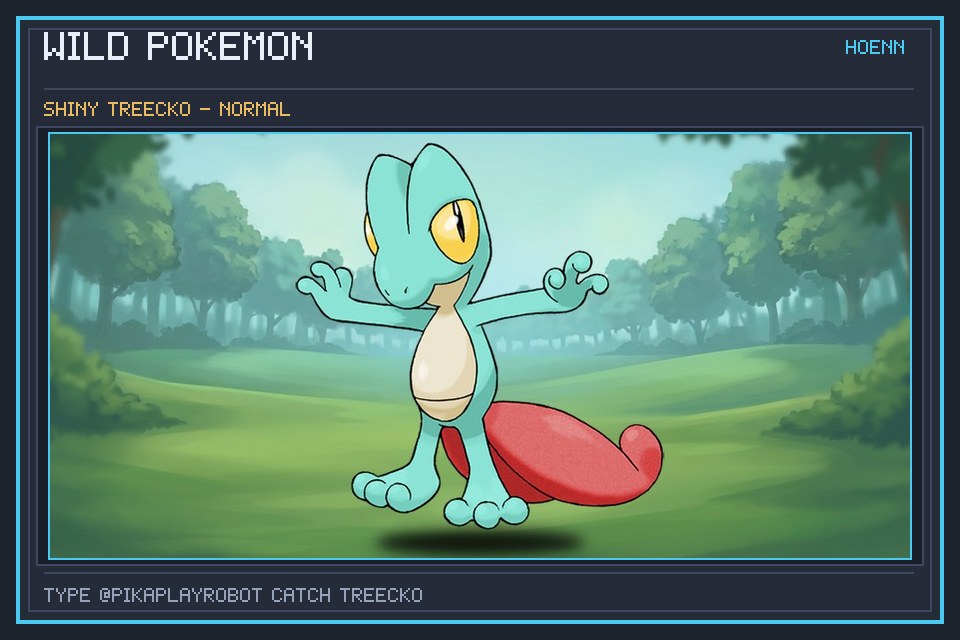 WILD POKEMON
HOENN
SHINY TREECKO - NORMAL
TYPE @PIKAPLAYROBOT CATCH TREECKO